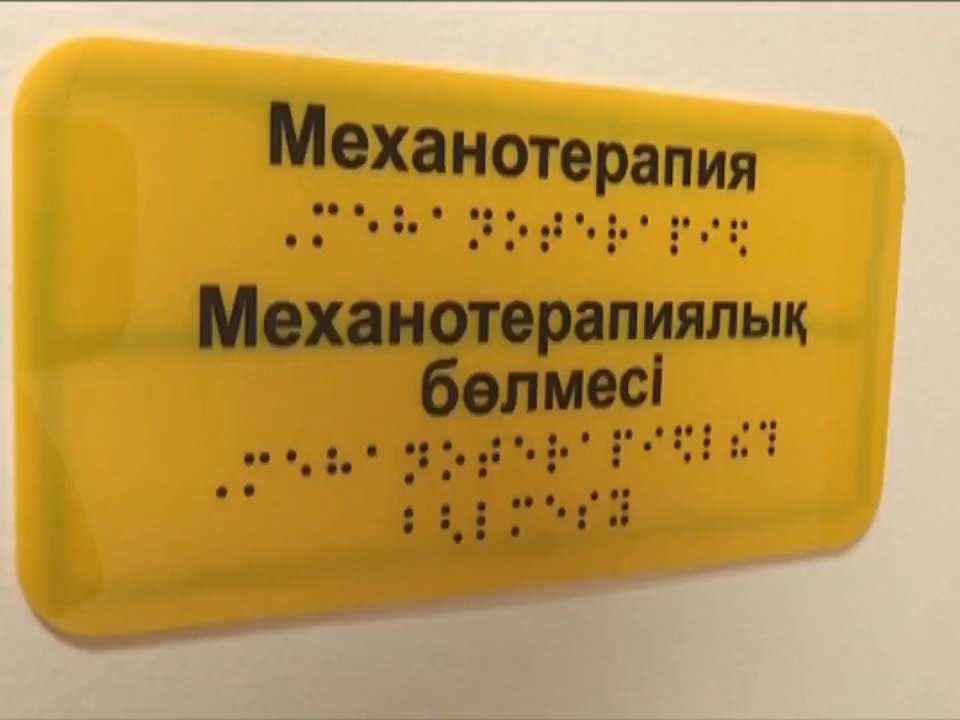 Механотерапия
⠠⠍⠑⠓⠁⠝⠕⠞⠑⠗⠁⠏⠊⠫
Механотерапиялық
бөлмесі
⠠⠍⠑⠓⠁⠝⠕⠞⠑⠗⠁⠏⠊⠫⠇⠮⠹
⠃⠣⠇⠍⠑⠎⠽